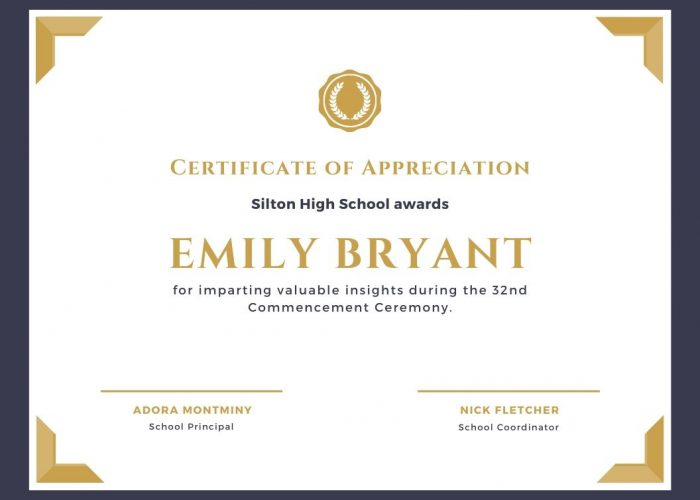 Certificate of Appreciation
Silton High School awards
EMILY BRYANT
for imparting valuable insights during the 32nd
Commencement Ceremony.
ADORA MONTMINY
School Principal
NICK FLETCHER
School Coordinator